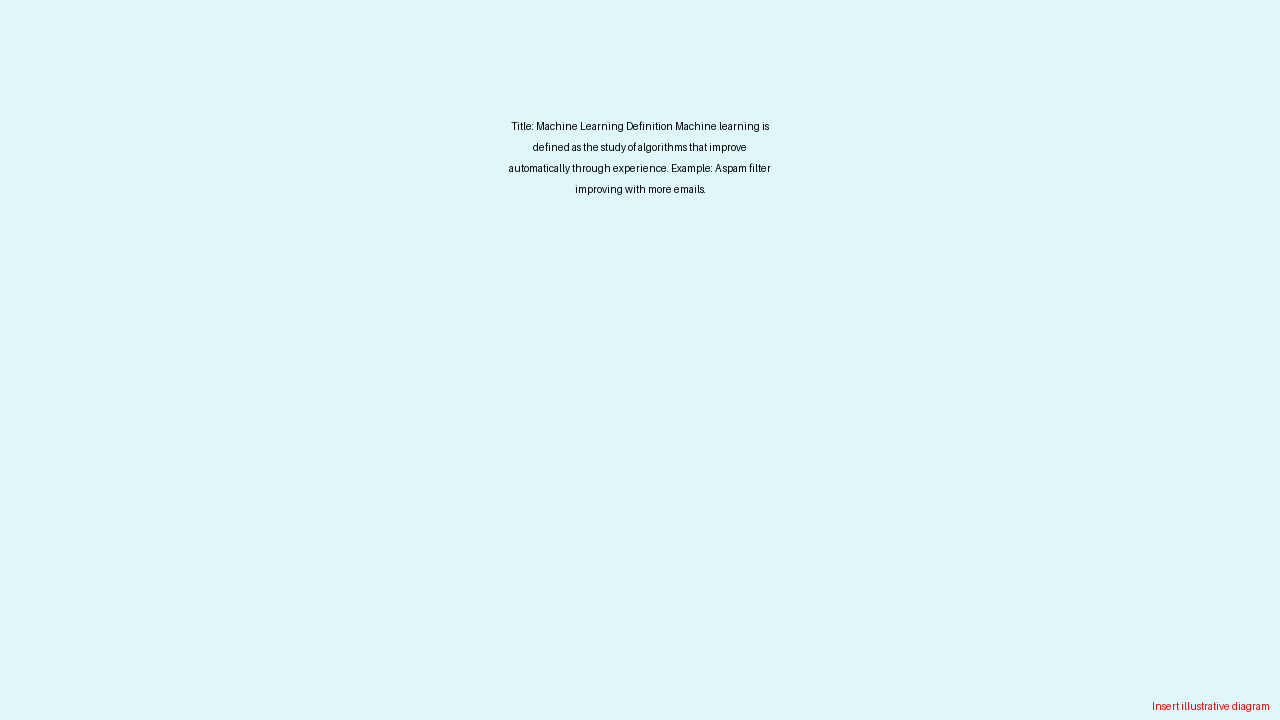 Title: Machine Learning Definition Machine learning is
defined as the study of algorithms that improve
automatically through experience. Example: A spam filter
improving with more emails.
Insert illustrative diagram